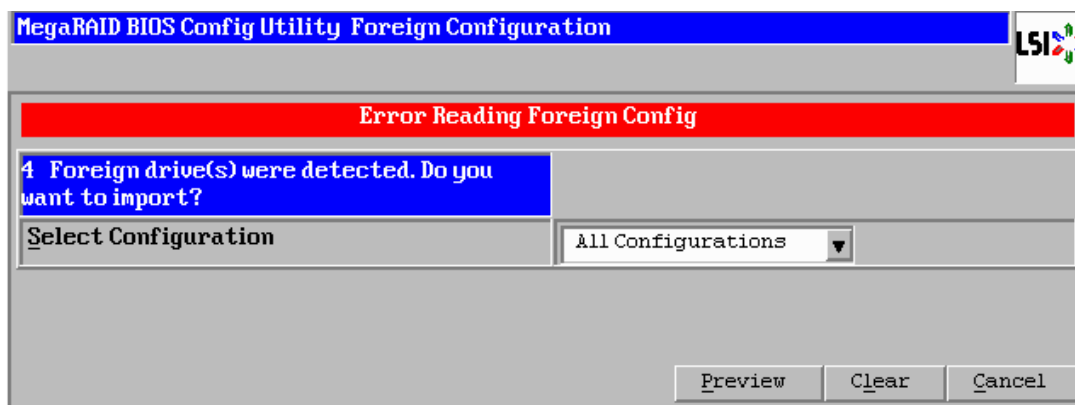 MegaRAID BIOS Config Utility Foreign Configuration
LSI
Error Reading Foreign Config
4 Foreign drive(s) were detected. Do you
want to import?
Select Configuration
All Configurations
Preview
Clear
Cancel